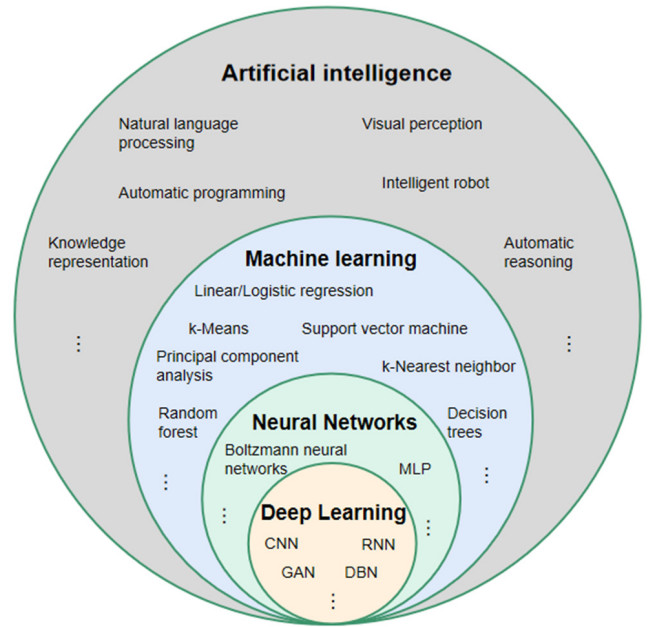 Artificial intelligence
Natural language
processing
Visual perception
Automatic programming
Intelligent robot
Knowledge
representation
Automatic
reasoning
⋮
⋮
Machine learning
Linear/Logistic regression
k-Means
Support vector machine
Principal component
analysis
k-Nearest neighbor
Random
forest
Decision
trees
⋮
⋮
Neural Networks
Boltzmann neural
networks
MLP
⋮
⋮
Deep Learning
CNN
RNN
GAN
DBN
⋮